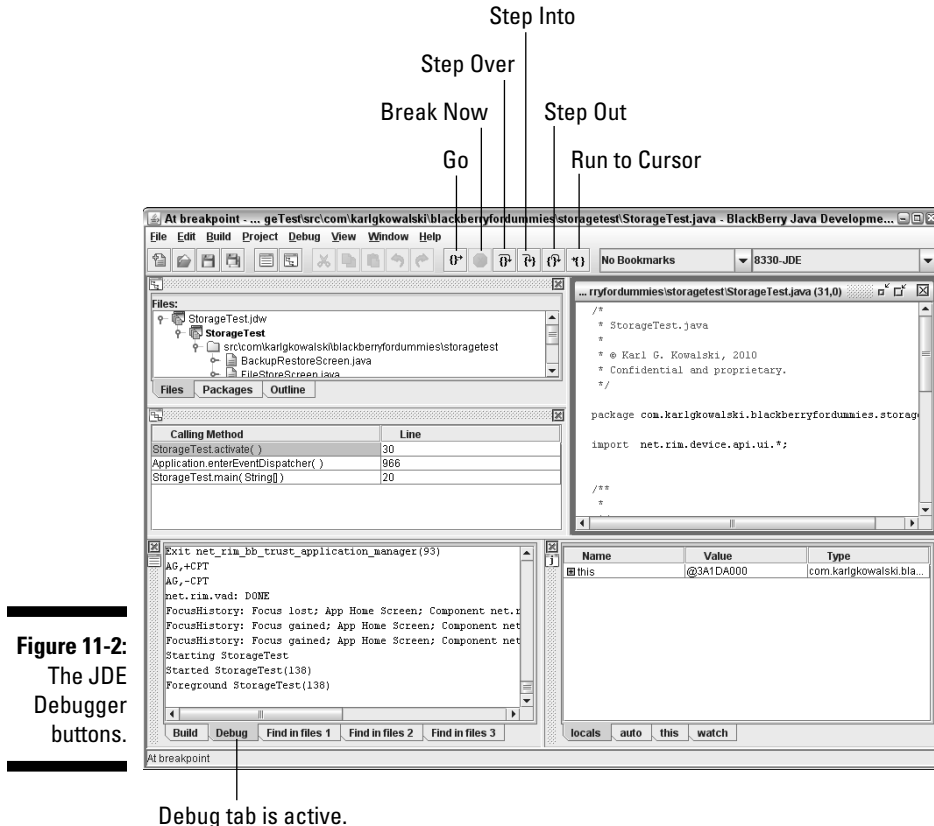 Step Into
Step Over
Break Now
Step Out
Go
Run to Cursor
At breakpoint - ... geTest\src\com\karlgkowalski\blackberryfordummies\storagetest\StorageTest.java - BlackBerry Java Developme...
File Edit Build Project Debug View Window Help
No Bookmarks
8330-JDE
Files:
StorageTest.jdw
StorageTest
src\com\karlgkowalski\blackberryfordummies\storagetest
BackupRestoreScreen.java
FileStoreScreen.java
Files Packages Outline
... rryfordummies\storagetest\StorageTest.java (31,0)
/*
* StorageTest.java
*
* © Karl G. Kowalski, 2010
* Confidential and proprietary.
*/
package com.karlgkowalski.blackberryfordummies.storag
import net.rim.device.api.ui.*;
/**
*
Calling Method Line
StorageTest.activate( ) 30
Application.enterEventDispatcher( ) 966
StorageTest.main( String[] ) 20
Exit net_rim_bb_trust_application_manager(93)
AG,+CPT
AG,-CPT
net.rim.vad: DONE
FocusHistory: Focus lost; App Home Screen; Component net.r
FocusHistory: Focus gained; App Home Screen; Component net
FocusHistory: Focus gained; App Home Screen; Component net
Starting StorageTest
Started StorageTest(138)
Foreground StorageTest(138)
Build Debug Find in files 1 Find in files 2 Find in files 3
Name Value Type
this @3A1DA000 com.karlgkowalski.bla...
locals auto this watch
At breakpoint
Figure 11-2:
The JDE
Debugger
buttons.
Debug tab is active.